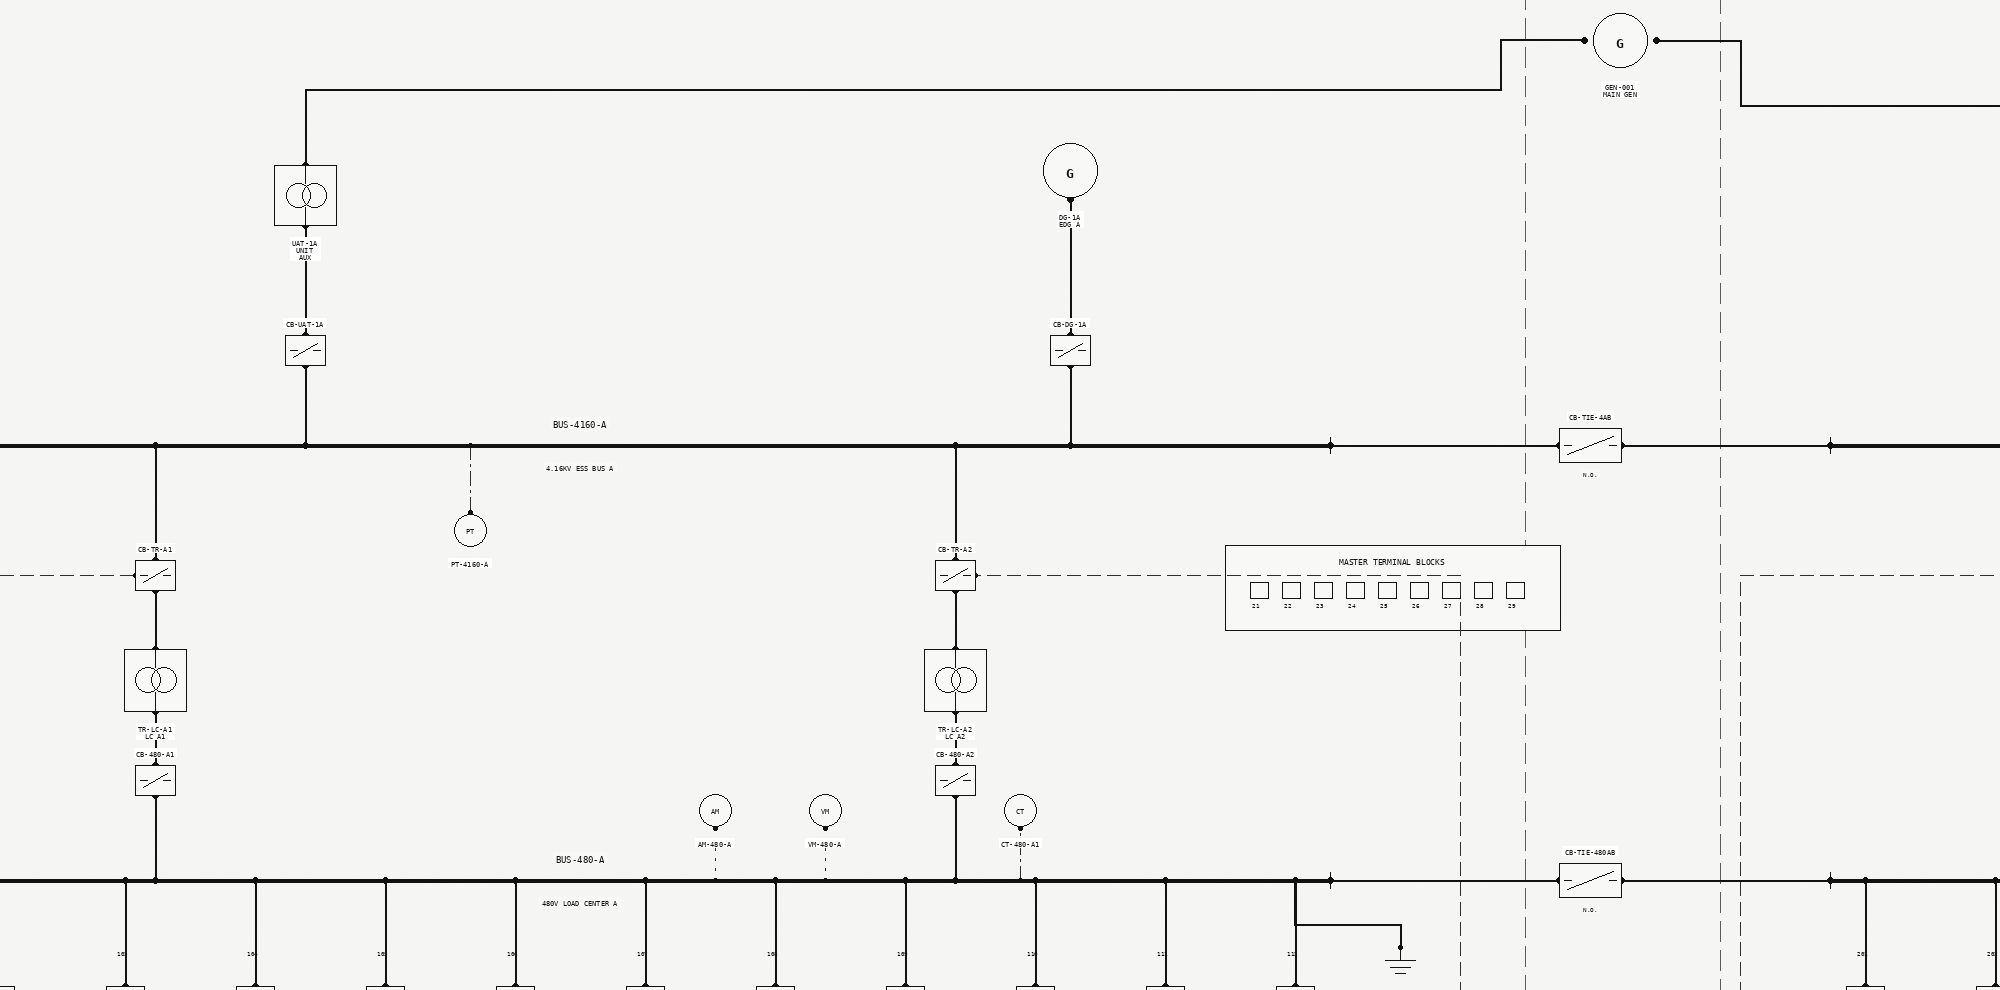 G
GEN-001
MAIN GEN
G
DG-1A
EDG A
UAT-1A
UNIT
AUX
CB-UAT-1A
CB-DG-1A
BUS-4160-A
CB-TIE-4AB
4.16KV ESS BUS A
N.O.
PT
PT-4160-A
CB-TR-A1
CB-TR-A2
MASTER TERMINAL BLOCKS
21 22 23 24 25 26 27 28 29
TR-LC-A1
LC A1
TR-LC-A2
LC A2
CB-480-A1
CB-480-A2
AM
VM
CT
AM-480-A
VM-480-A
CT-480-A1
BUS-480-A
CB-TIE-480AB
480V LOAD CENTER A
N.O.